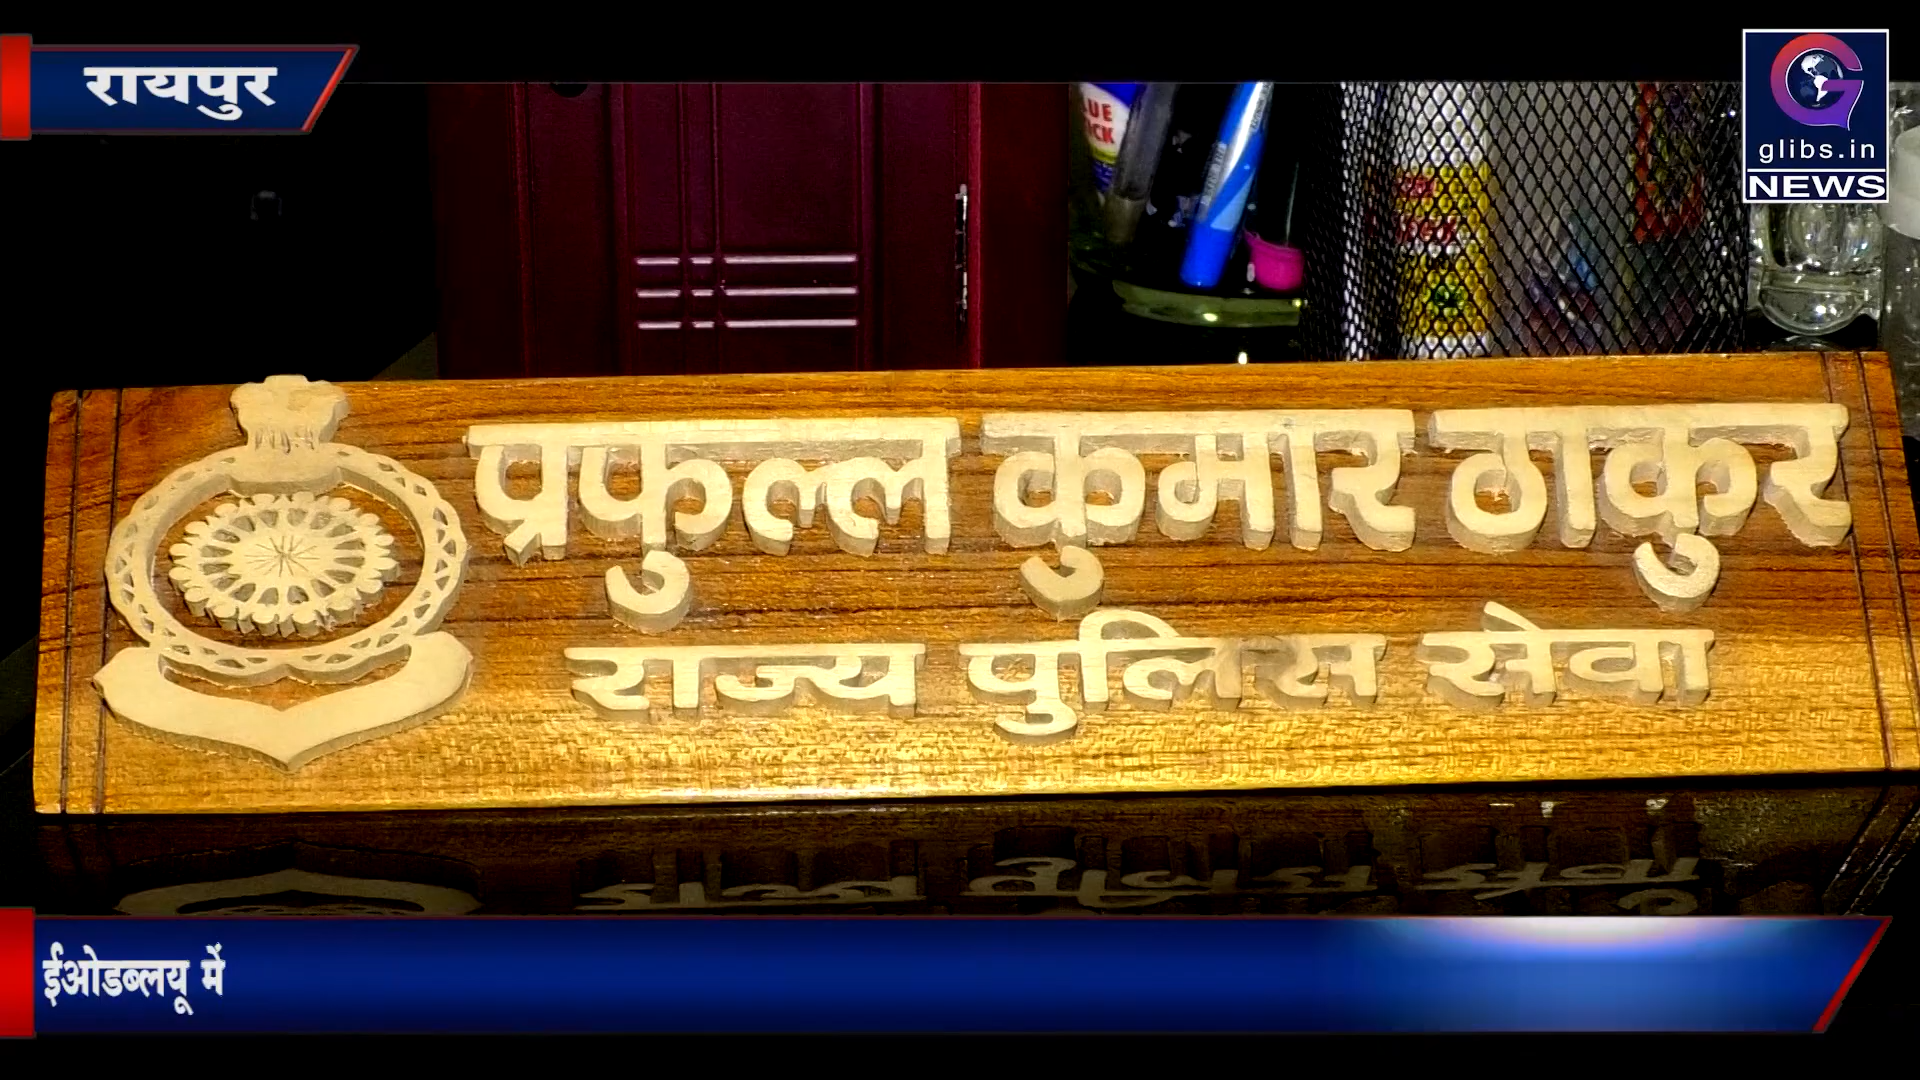 रायपुर
glibs.in
NEWS
प्रफुल्ल कुमार ठाकुर
राज्य पुलिस सेवा
ईओडब्लयू में